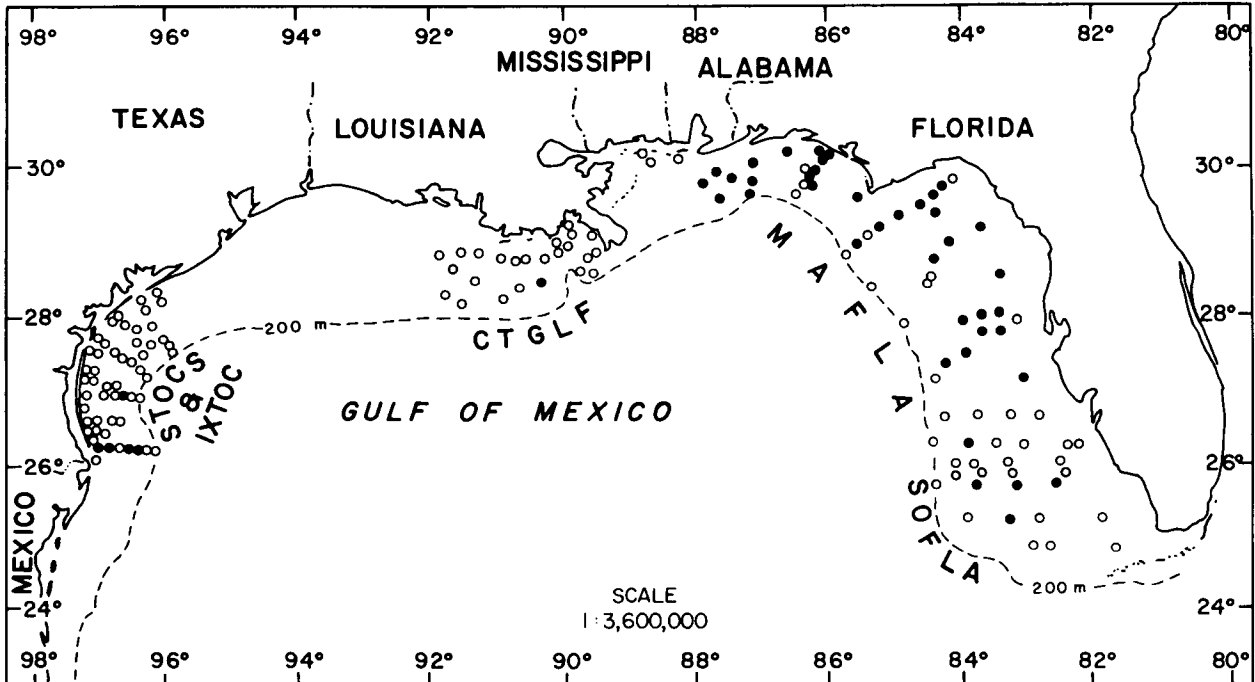 98° 96° 94° 92° 90° 88° 86° 84° 82° 80°
MISSISSIPPI ALABAMA
TEXAS LOUISIANA FLORIDA
30° 30°
MAFLA
28° 28°
200 m
CTGLF
STOCS
&
IXTOC
GULF OF MEXICO
26° 26°
SOFLA
MEXICO
200 m
24° 24°
SCALE
1:3,600,000
98° 96° 94° 92° 90° 88° 86° 84° 82° 80°